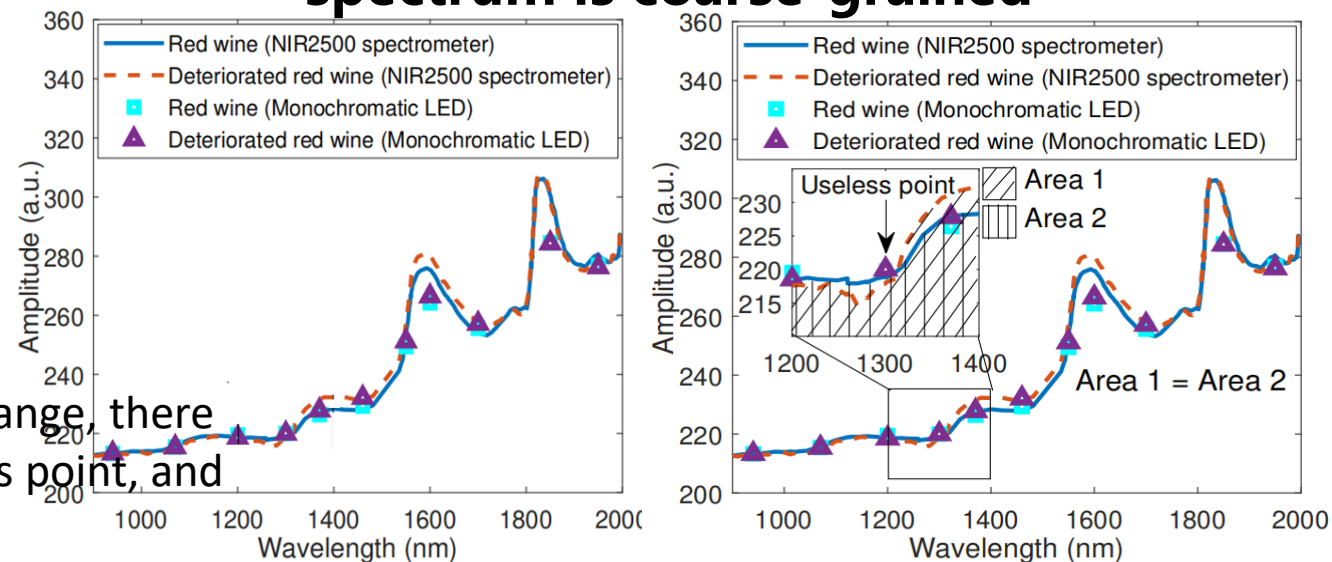 spectrum is coarse-grained
360
340
320
300
280
260
240
220
200
Amplitude (a.u.)
Red wine (NIR2500 spectrometer)
Deteriorated red wine (NIR2500 spectrometer)
Red wine (Monochromatic LED)
Deteriorated red wine (Monochromatic LED)
ange, there
s point, and
1000 1200 1400 1600 1800 2000
Wavelength (nm)
360
340
320
300
280
260
240
220
200
Amplitude (a.u.)
Red wine (NIR2500 spectrometer)
Deteriorated red wine (NIR2500 spectrometer)
Red wine (Monochromatic LED)
Deteriorated red wine (Monochromatic LED)
Useless point
Area 1
Area 2
230
225
220
215
1200 1300 1400
Area 1 = Area 2
1000 1200 1400 1600 1800 2000
Wavelength (nm)